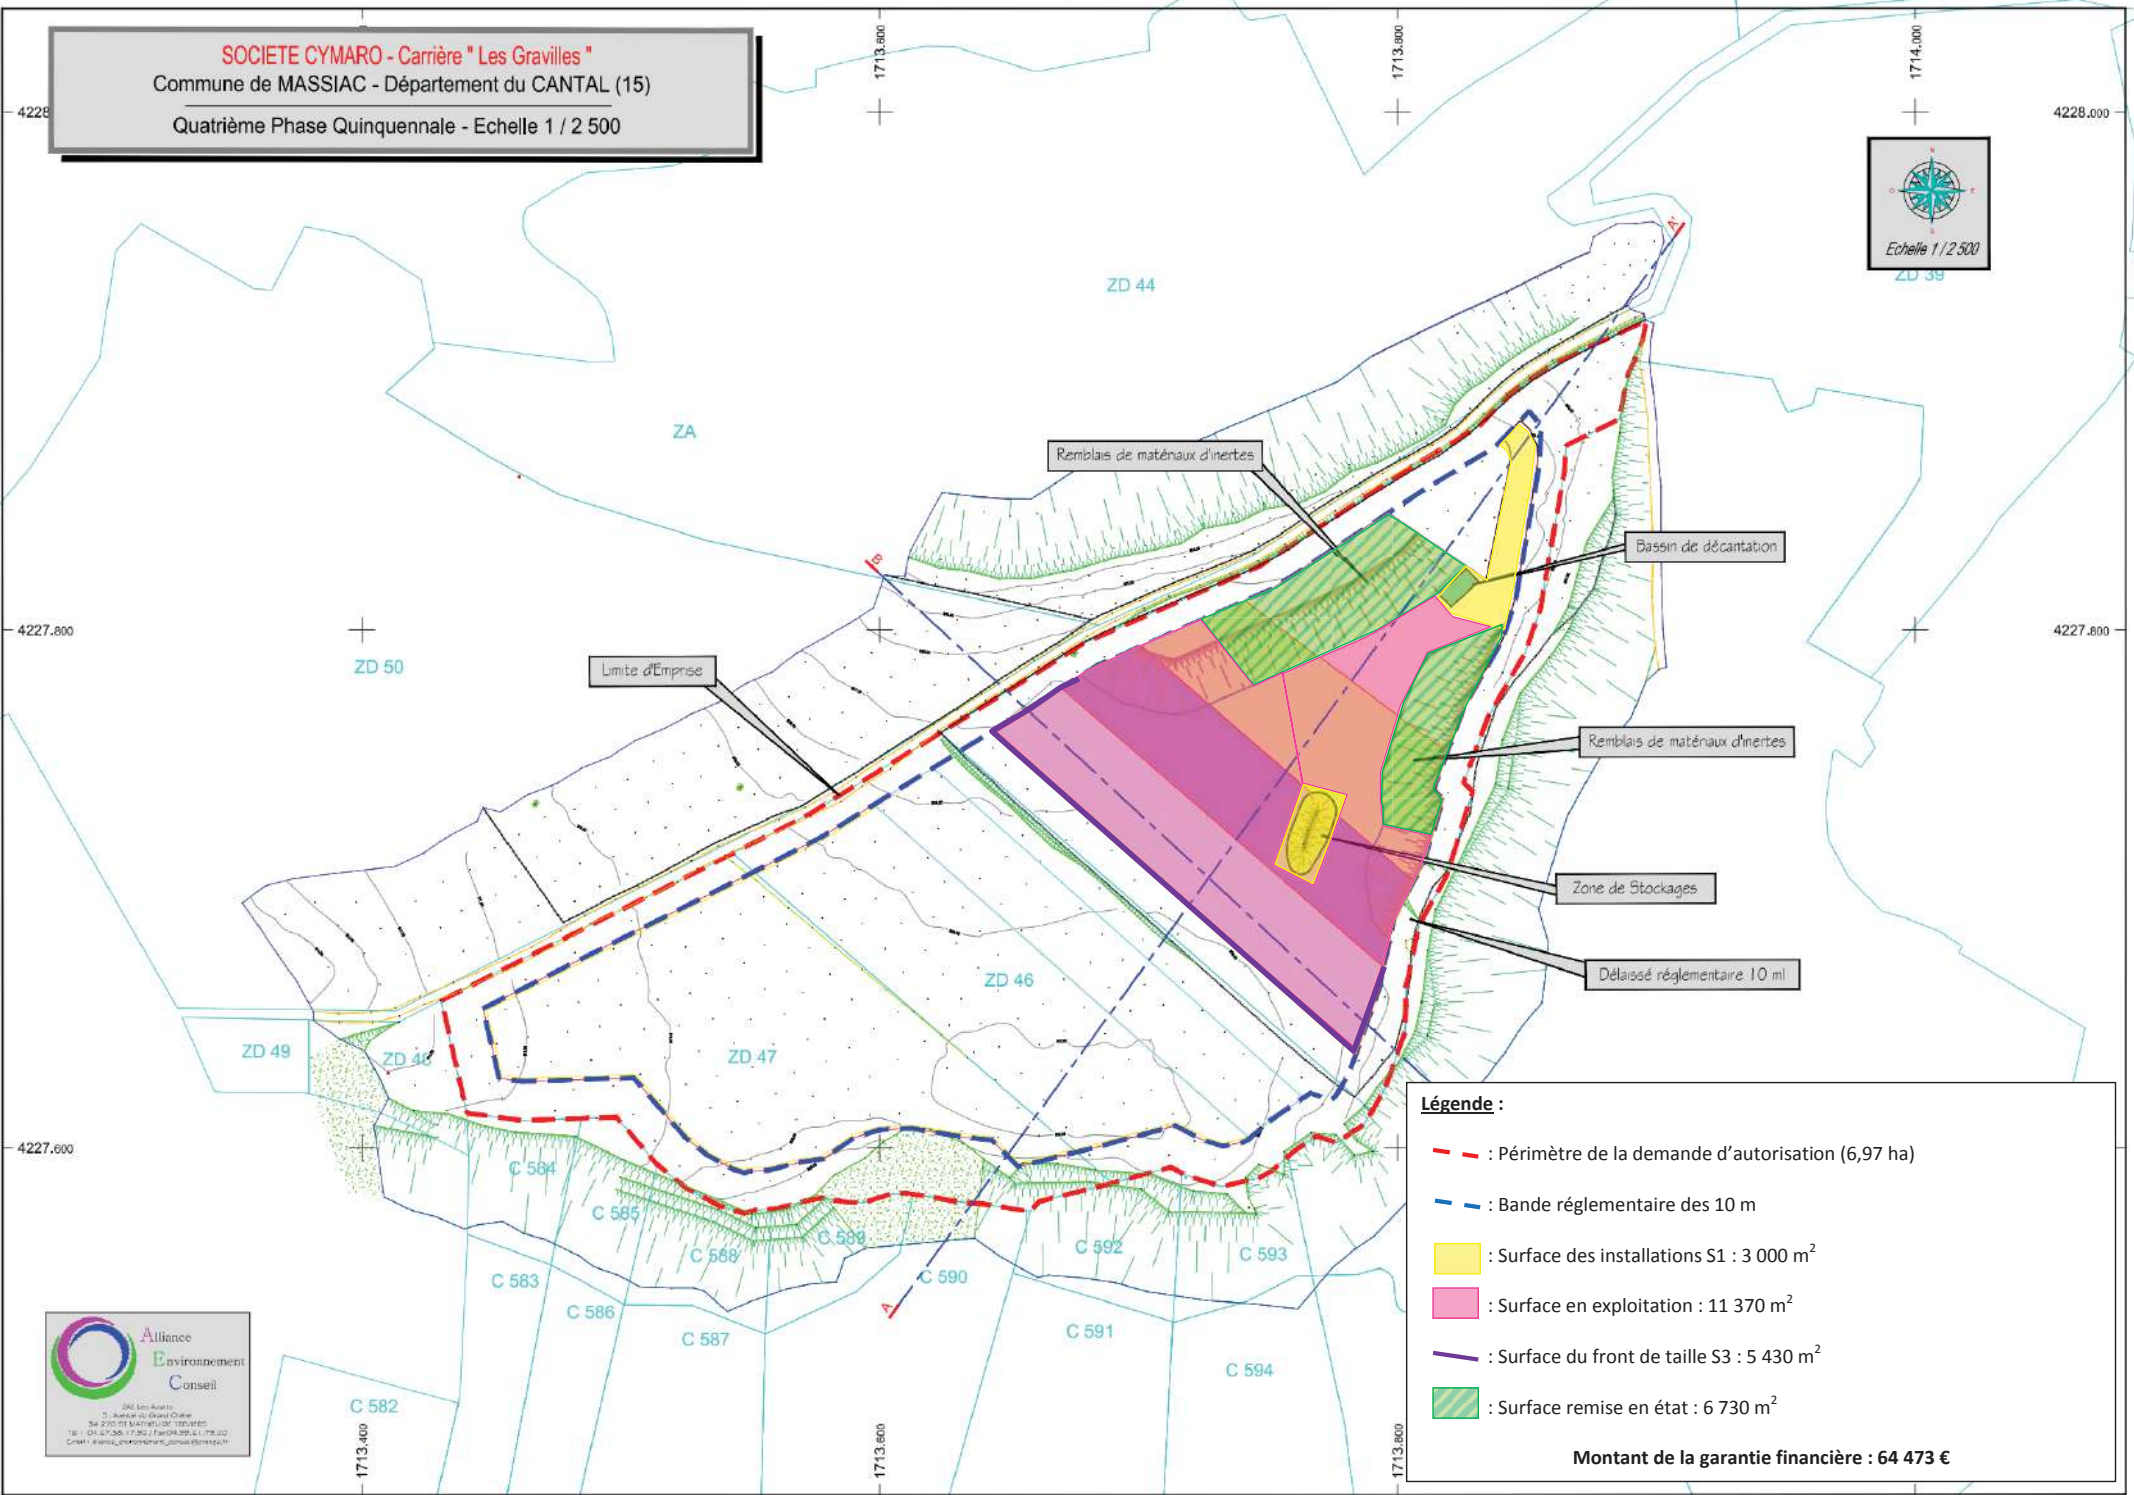 SOCIETE CYMARO - Carrière " Les Gravilles "
Commune de MASSIAC - Département du CANTAL (15)
Quatrième Phase Quinquennale - Echelle 1 / 2 500
1713.600
1713.800
1714.000
4228
4228.000
N
O
E
S
Echelle 1 / 2 500
ZD 39
A'
ZD 44
ZA
Remblais de matériaux d'inertes
Bassin de décantation
B
4227.800
4227.800
ZD 50
Limite d'Emprise
Remblais de matériaux d'inertes
Zone de Stockages
Délaissé réglementaire 10 ml
ZD 46
ZD 49
ZD 48
ZD 47
4227.600
C 584
C 585
C 588
C 589
C 592
C 593
C 583
C 590
C 586
C 587
C 591
C 594
C 582
A
Légende :
: Périmètre de la demande d'autorisation (6,97 ha)
: Bande réglementaire des 10 m
: Surface des installations S1 : 3 000 m²
: Surface en exploitation : 11 370 m²
: Surface du front de taille S3 : 5 430 m²
: Surface remise en état : 6 730 m²
Montant de la garantie financière : 64 473 €
Alliance
Environnement
Conseil
1713.400
1713.600
1713.800